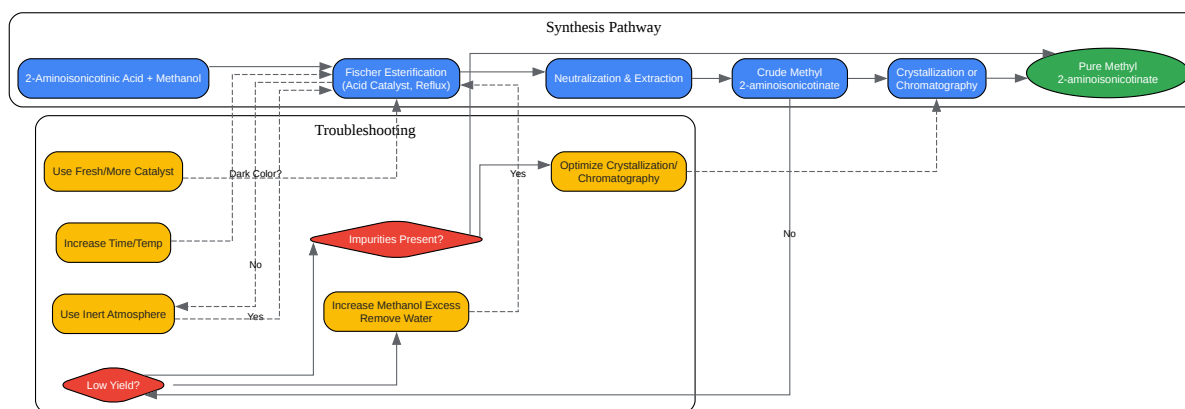 Synthesis Pathway
2-Aminoisonicotinic Acid + Methanol
Fischer Esterification
(Acid Catalyst, Reflux)
Neutralization & Extraction
Crude Methyl
2-aminoisonicotinate
Crystallization or
Chromatography
Pure Methyl
2-aminoisonicotinate
Troubleshooting
Use Fresh/More Catalyst
Dark Color?
Optimize Crystallization/
Chromatography
Yes
Increase Time/Temp
Impurities Present?
No
No
Use Inert Atmosphere
Yes
Increase Methanol Excess
Remove Water
Low Yield?